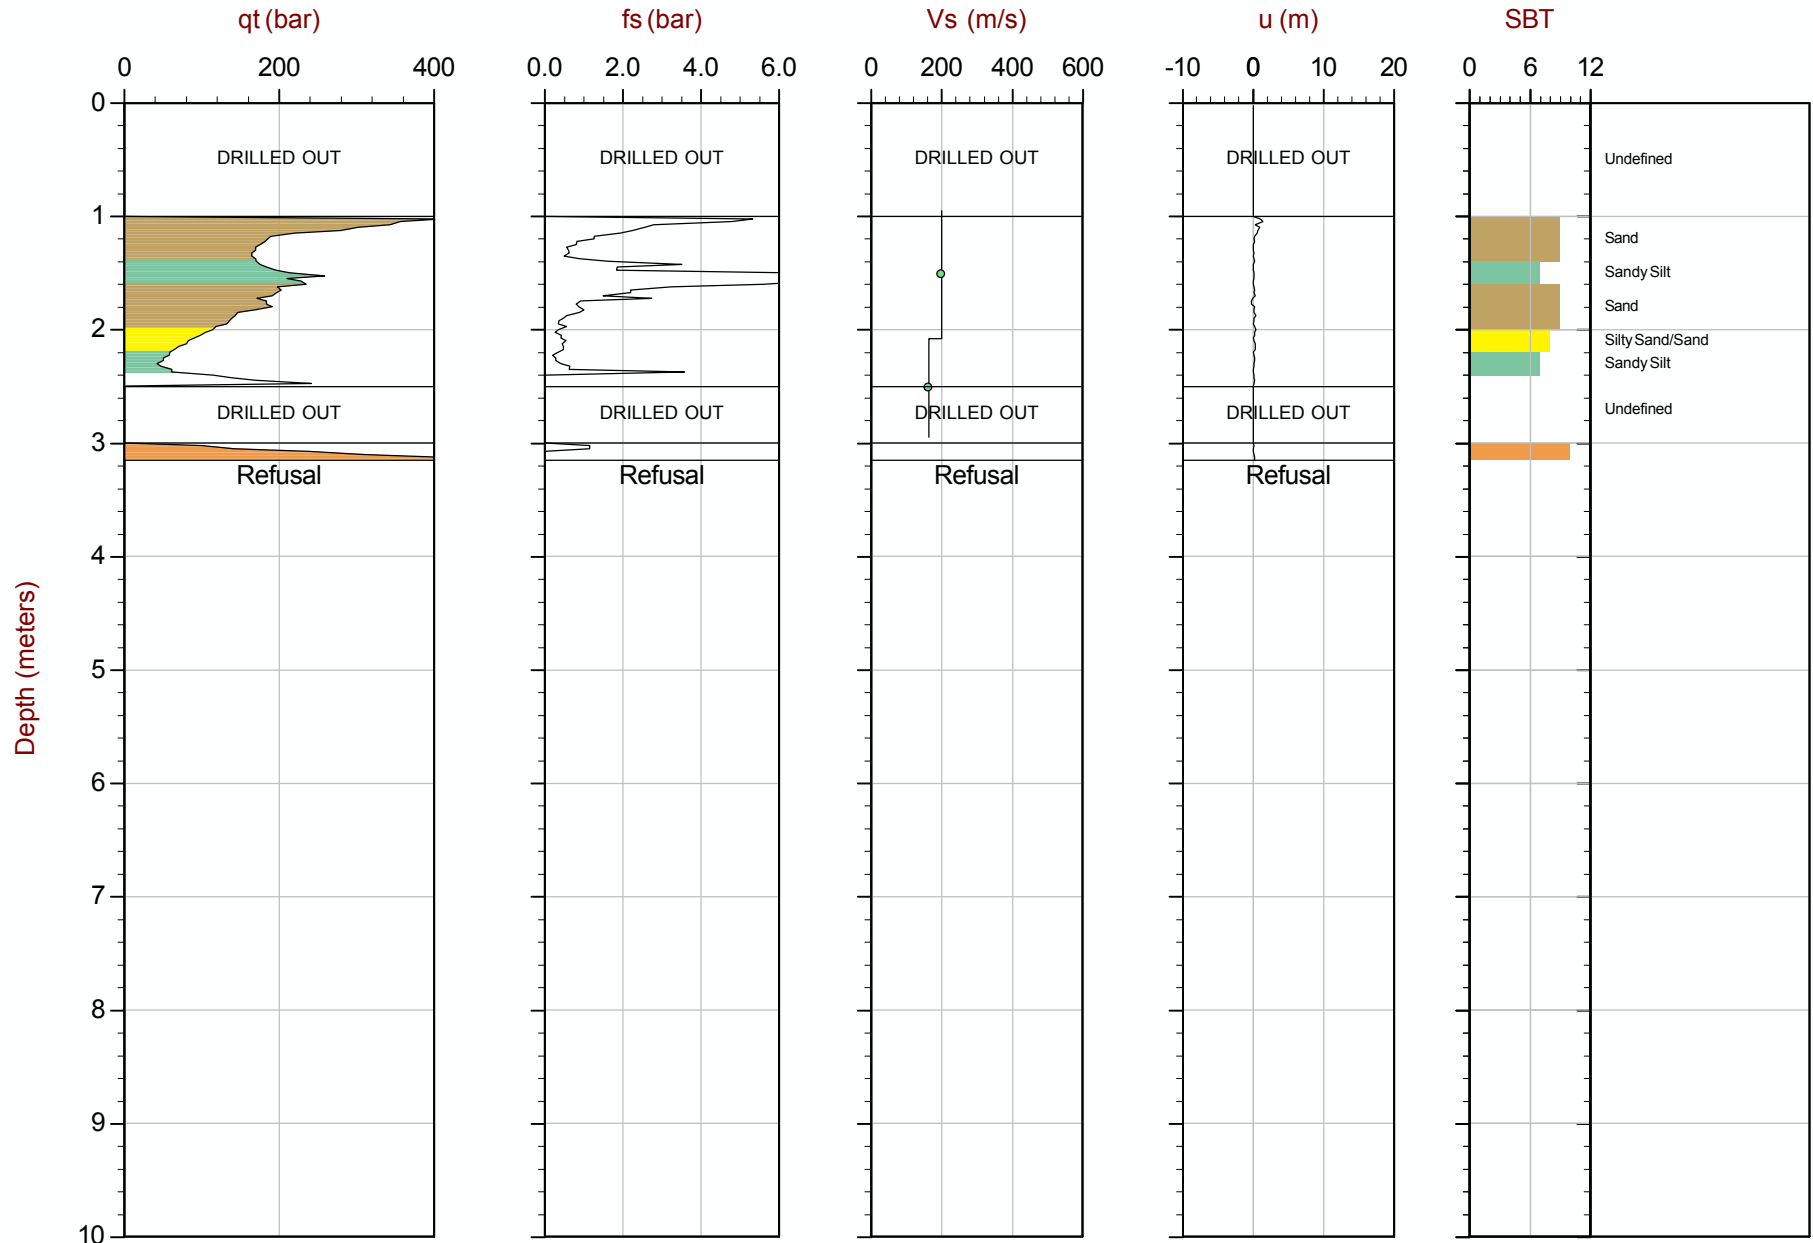 qt (bar) fs (bar) Vs (m/s) u (m) SBT
0 200 400 0.0 2.0 4.0 6.0 0 200 400 600 -10 0 10 20 0 6 12
0
DRILLED OUT DRILLED OUT DRILLED OUT DRILLED OUT Undefined
1
Sand
Sandy Silt
Sand
2
Silty Sand/Sand
Sandy Silt
DRILLED OUT DRILLED OUT DRILLED OUT DRILLED OUT Undefined
3
Refusal Refusal Refusal Refusal
4
5
Depth (meters)
6
7
8
9
10